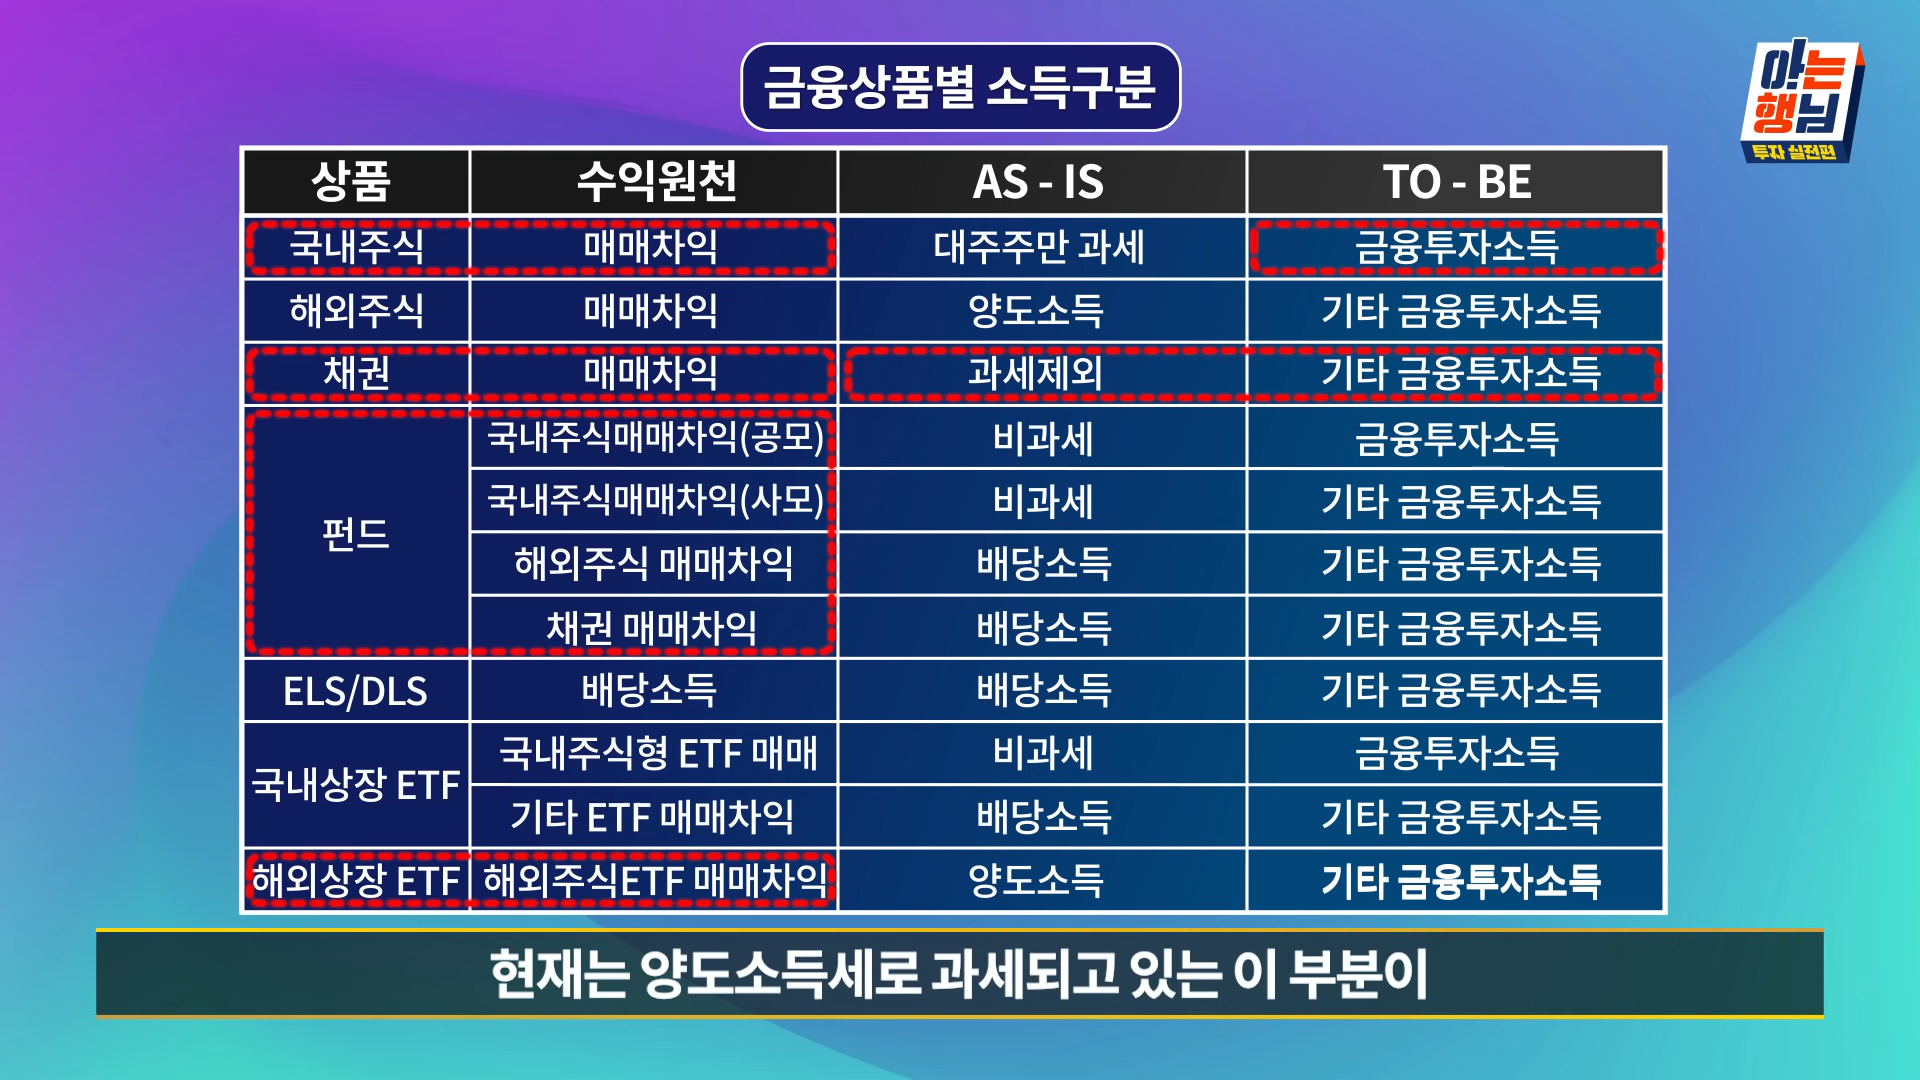 금융상품별 소득구분
아는
행님
투자 실전편
상품 수익원천 AS - IS TO - BE
국내주식 매매차익 대주주만 과세 금융투자소득
해외주식 매매차익 양도소득 기타 금융투자소득
채권 매매차익 과세제외 기타 금융투자소득
펀드 국내주식매매차익(공모) 비과세 금융투자소득
국내주식매매차익(사모) 비과세 기타 금융투자소득
해외주식 매매차익 배당소득 기타 금융투자소득
채권 매매차익 배당소득 기타 금융투자소득
ELS/DLS 배당소득 배당소득 기타 금융투자소득
국내상장 ETF 국내주식형 ETF 매매 비과세 금융투자소득
기타 ETF 매매차익 배당소득 기타 금융투자소득
해외상장 ETF 해외주식ETF 매매차익 양도소득 기타 금융투자소득
현재는 양도소득세로 과세되고 있는 이 부분이